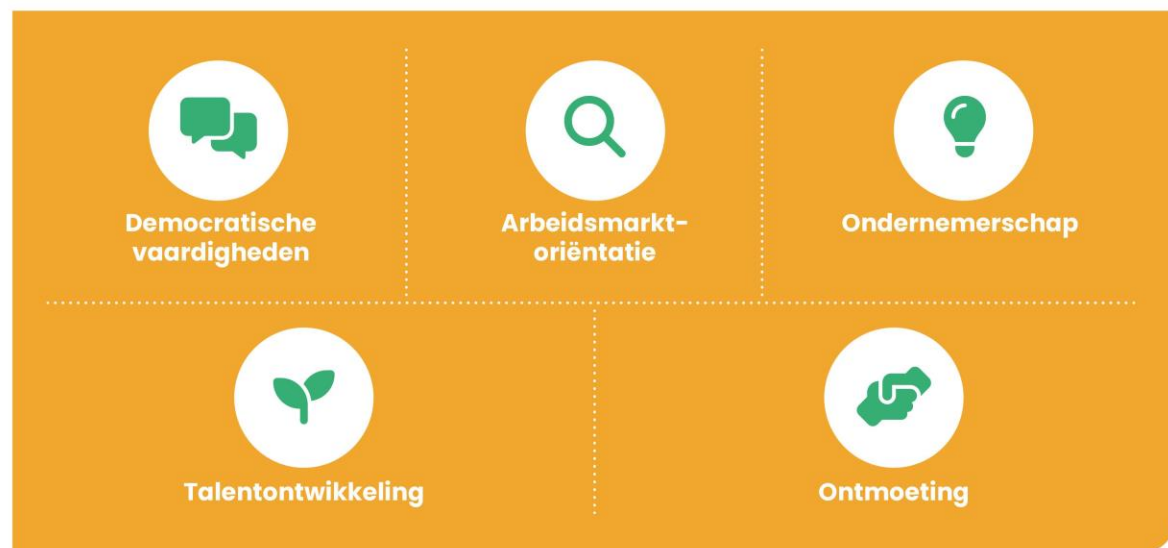 Democratische
vaardigheden
Arbeidsmarkt-
oriëntatie
Ondernemerschap
Talentontwikkeling
Ontmoeting